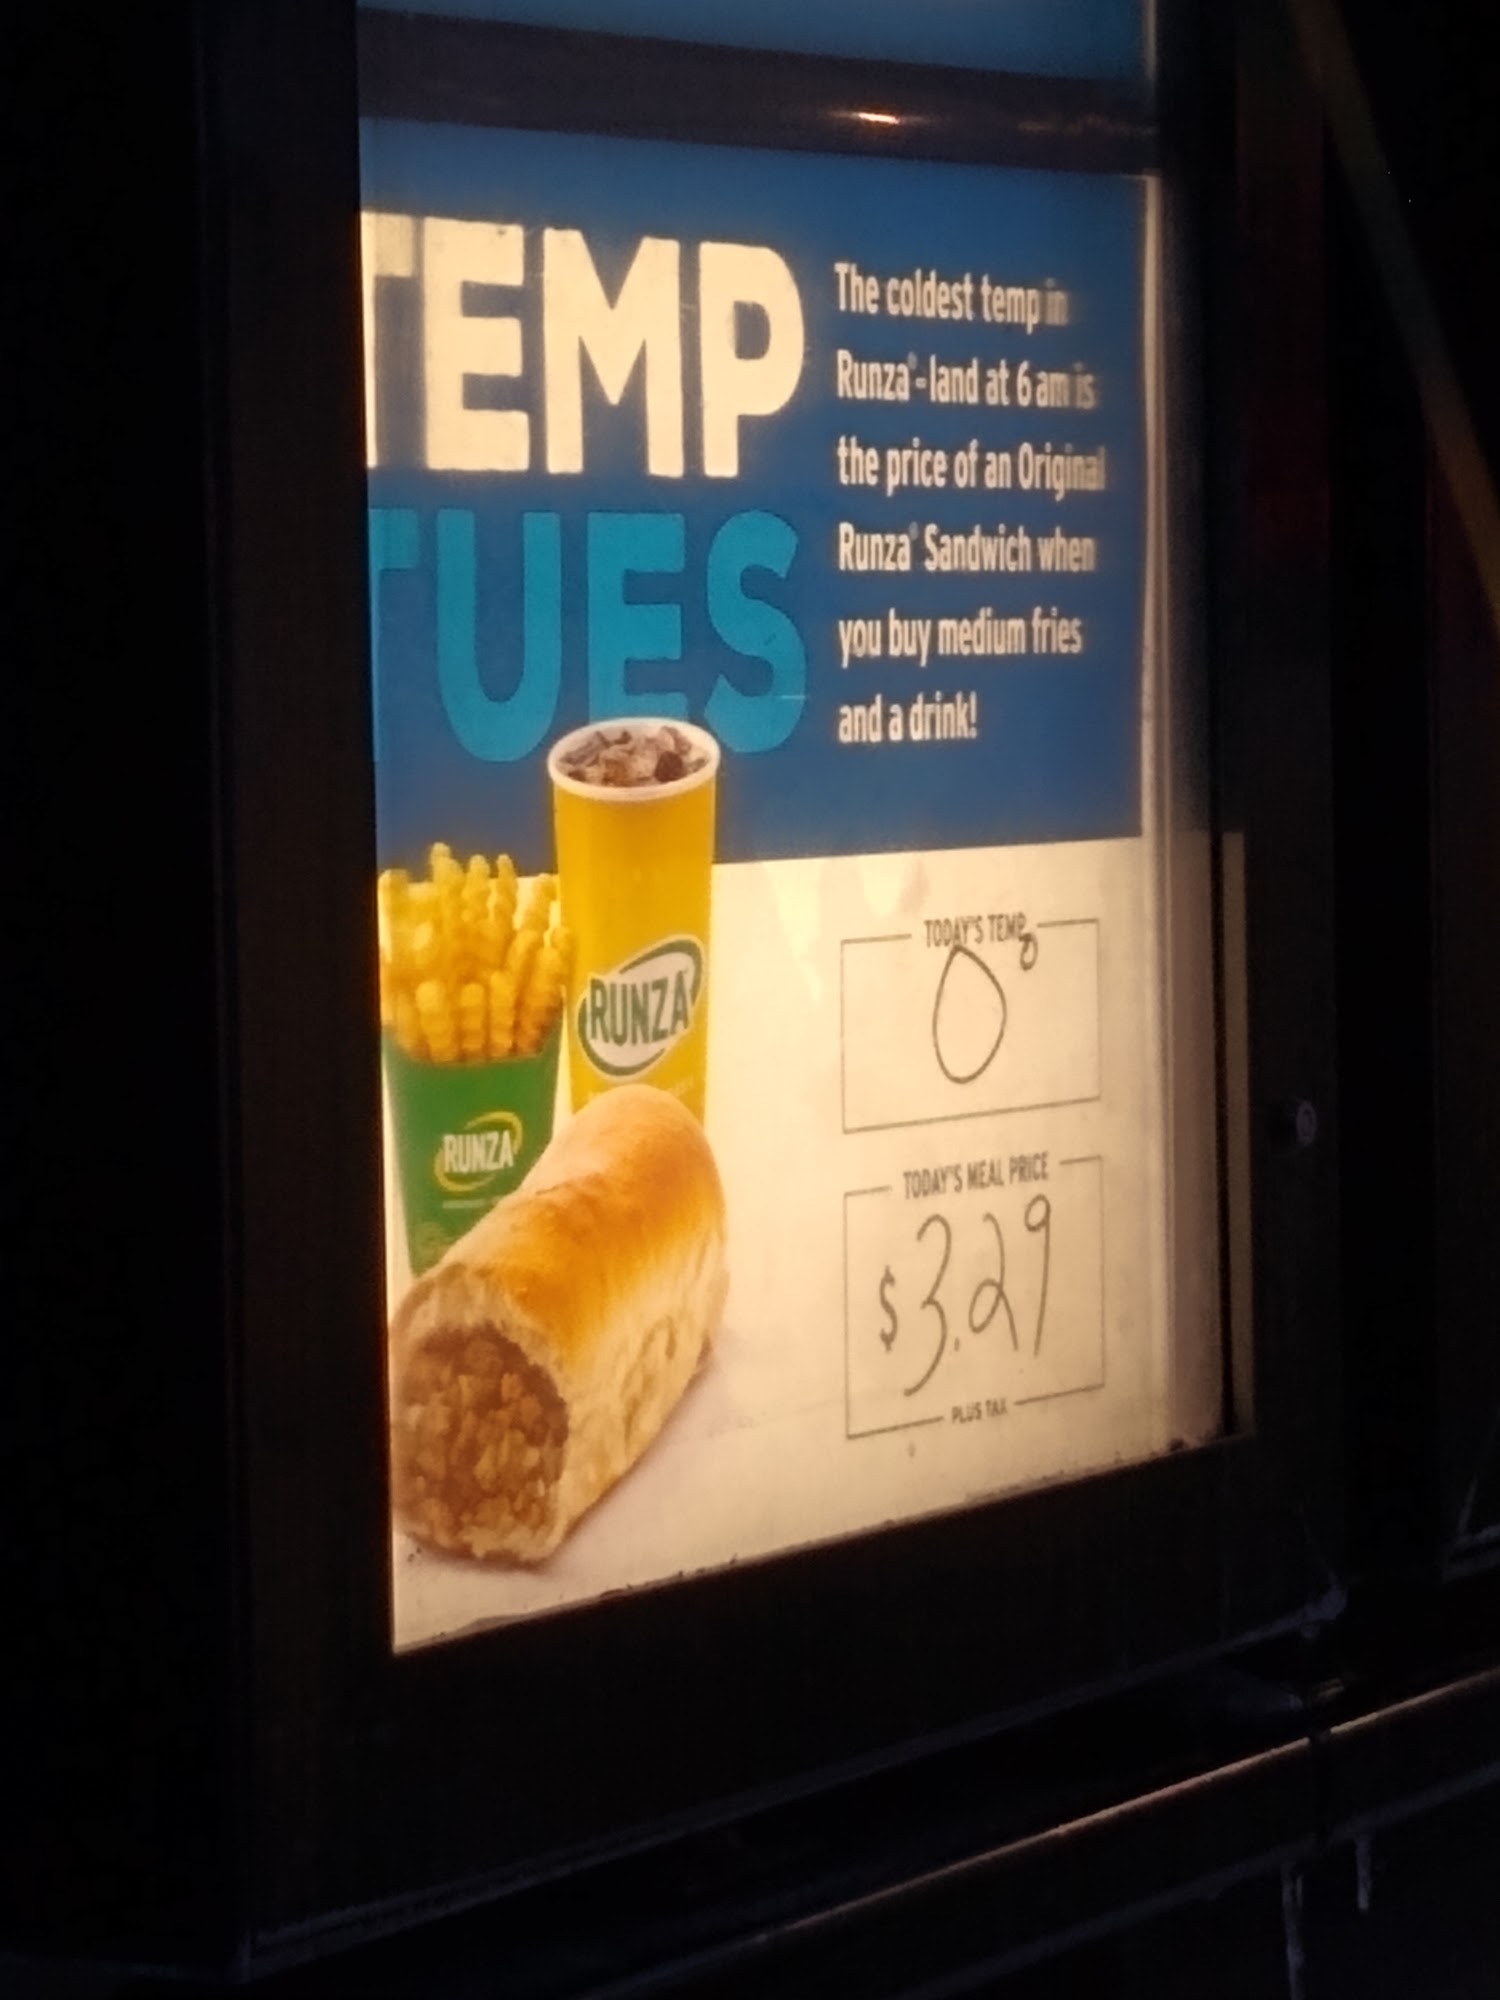 TEMP
TUES
The coldest temp in
Runza®-land at 6 am is
the price of an Original
Runza® Sandwich when
you buy medium fries
and a drink!
RUNZA
RUNZA
TODAY'S TEMP
0°
TODAY'S MEAL PRICE
$3.29
PLUS TAX